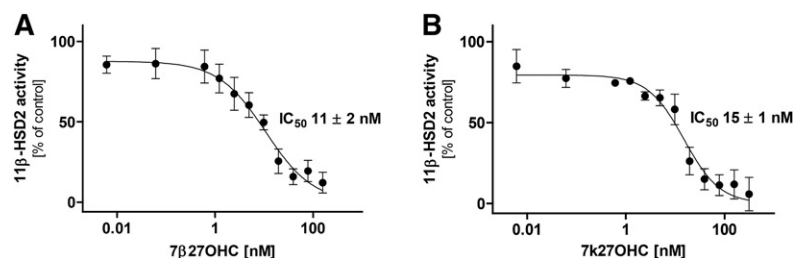 A
11β-HSD2 activity
[% of control]
100
50
0
IC50 11 ± 2 nM
0.01
1
100
7β27OHC [nM]
B
11β-HSD2 activity
[% of control]
100
50
0
IC50 15 ± 1 nM
0.01
1
100
7k27OHC [nM]